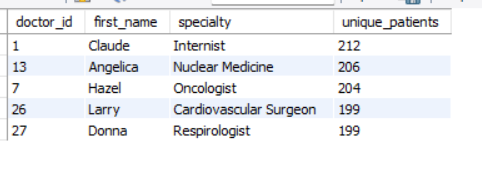 doctor_id first_name specialty unique_patients
1 Claude Internist 212
13 Angelica Nuclear Medicine 206
7 Hazel Oncologist 204
26 Larry Cardiovascular Surgeon 199
27 Donna Respirologist 199